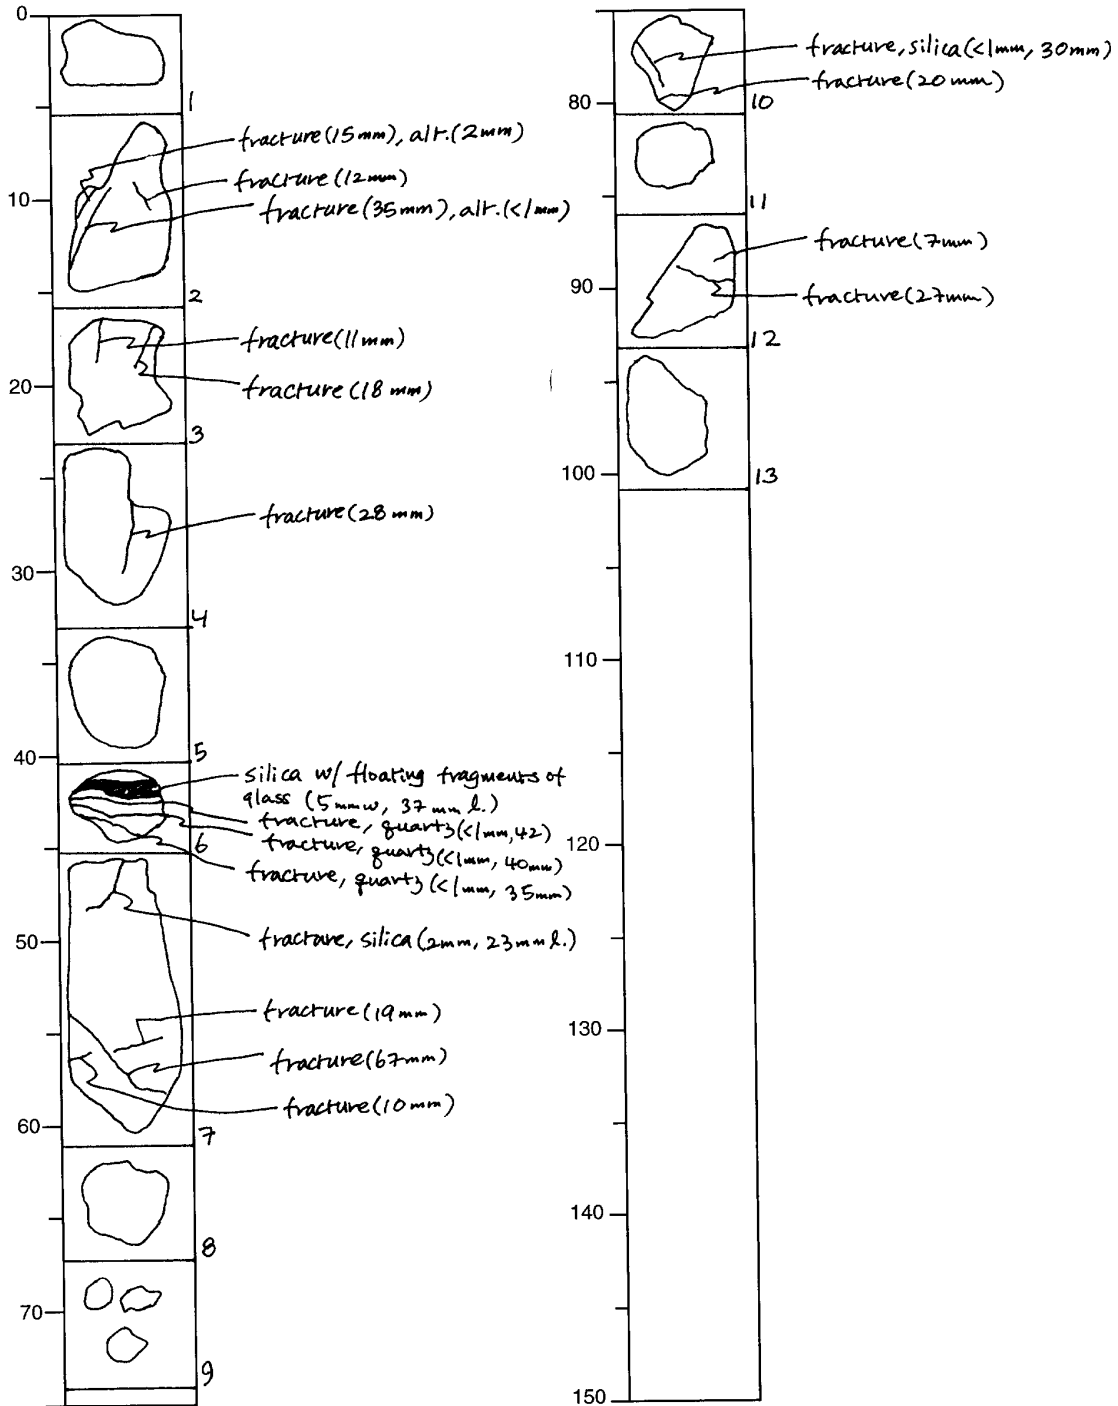 0
1
fracture(15mm), alt.(2mm)
fracture(12mm)
10
fracture(35mm), alt.(<1mm)
2
fracture(11mm)
20
fracture(18mm)
3
fracture(28mm)
30
4
40
5
silica w/ floating fragments of
glass (5mmw, 37mm l.)
fracture, quartz(<1mm,42)
fracture, quartz(<1mm, 40mm)
6
fracture, quartz(<1mm, 35mm)
50
fracture, silica(2mm, 23mm l.)
fracture(19mm)
fracture(67mm)
fracture(10mm)
60
7
8
70
9
fracture, silica(<1mm, 30mm)
fracture(20mm)
80
10
11
fracture(7mm)
90
fracture(27mm)
12
100
13
110
120
130
140
150